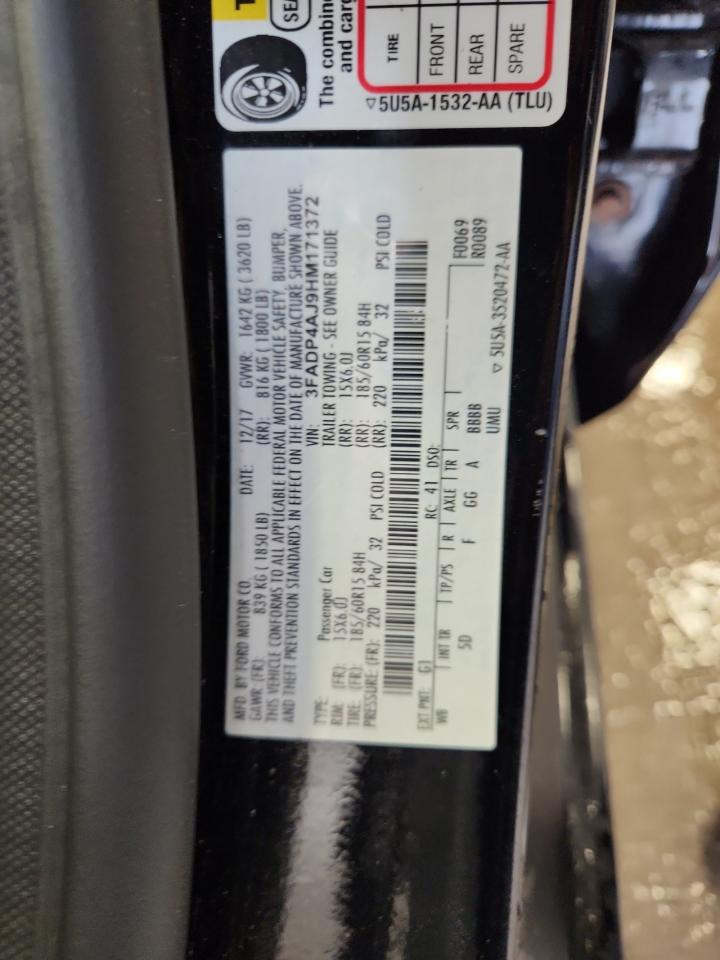 SEA
The combine
and carg
TIRE
FRONT
REAR
SPARE
▽5U5A-1532-AA (TLU)
MFD BY FORD MOTOR CO. DATE: 12/17 GVWR: 1642 KG ( 3620 LB)
GAWR (FR): 839 KG ( 1850 LB) (RR): 816 KG ( 1800 LB)
THIS VEHICLE CONFORMS TO ALL APPLICABLE FEDERAL MOTOR VEHICLE SAFETY, BUMPER,
AND THEFT PREVENTION STANDARDS IN EFFECT ON THE DATE OF MANUFACTURE SHOWN ABOVE.
VIN: 3FADP4AJ9HM171372
TYPE: Passenger Car TRAILER TOWING - SEE OWNER GUIDE
RIM: (FR): 15X6.0J (RR): 15X6.0J
TIRE: (FR): 185/60R15 84H (RR): 185/60R15 84H
PRESSURE: (FR): 220 kPa/ 32 PSI COLD (RR): 220 kPa/ 32 PSI COLD
EXT PNT: G1 RC: 41 DSO: F0069
WB INT TR TP/PS R AXLE TR SPR R0089
5D F GG A BBBB
UMU ▽ 5U5A-3520472-AA